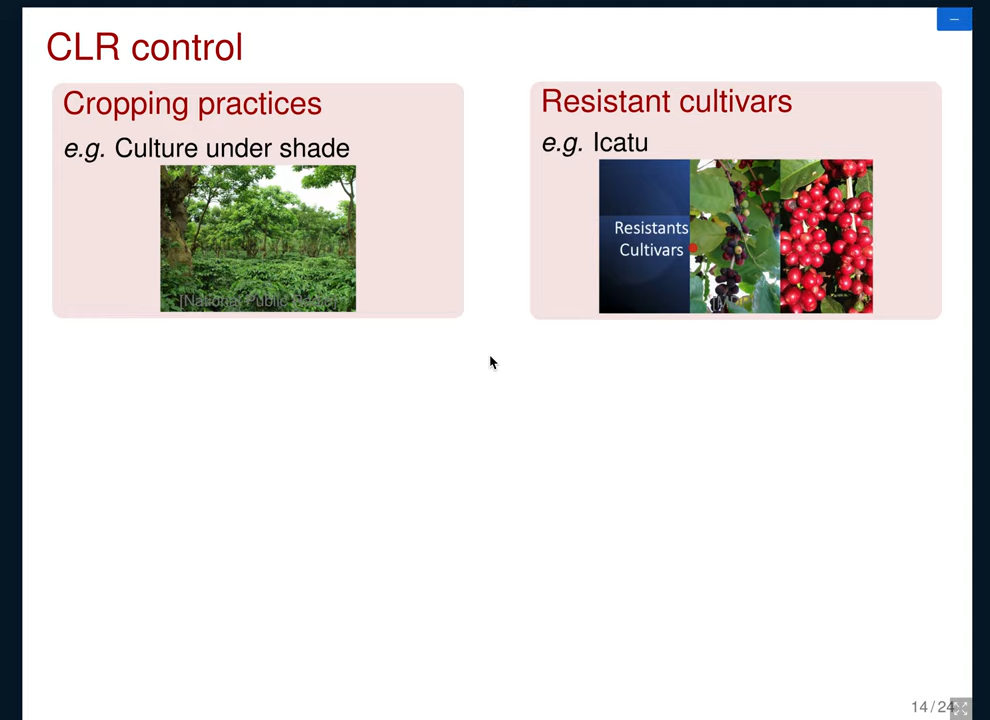 CLR control
Cropping practices
e.g. Culture under shade
[National Public Radio]
Resistant cultivars
e.g. Icatu
Resistants
Cultivars
14/24